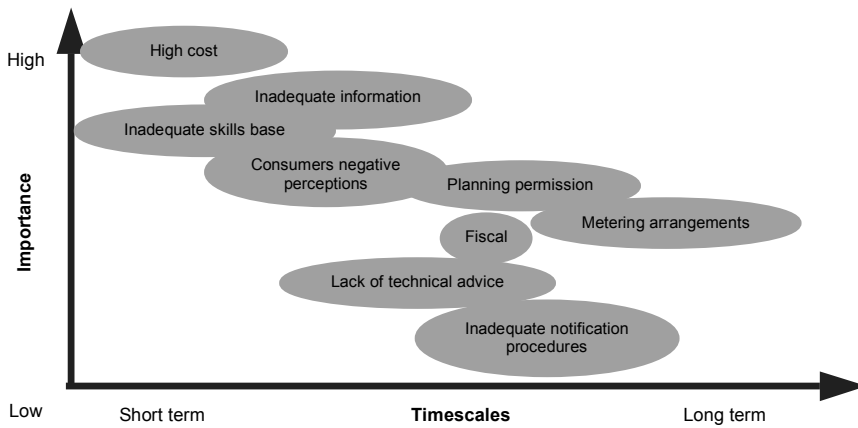 High cost
High
Inadequate information
Inadequate skills base
Consumers negative
perceptions
Planning permission
Metering arrangements
Fiscal
Importance
Lack of technical advice
Inadequate notification
procedures
Low
Short term
Timescales
Long term